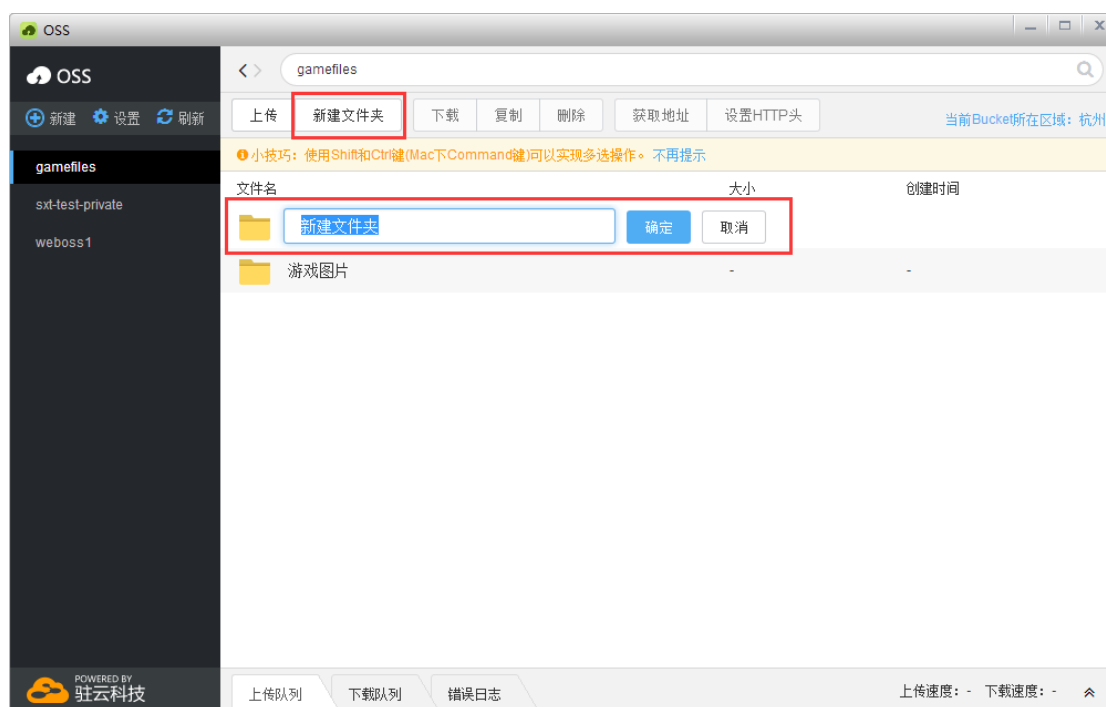 OSS
OSS
gamefiles
新建 设置 刷新
上传 新建文件夹 下载 复制 删除 获取地址 设置HTTP头
当前Bucket所在区域：杭州
gamefiles
小技巧：使用Shift和Ctrl键(Mac下Command键)可以实现多选操作。 不再提示
sxt-test-private
文件名 大小 创建时间
weboss1
新建文件夹 确定 取消
游戏图片 - -
POWERED BY
驻云科技
上传队列 下载队列 错误日志
上传速度：- 下载速度：-